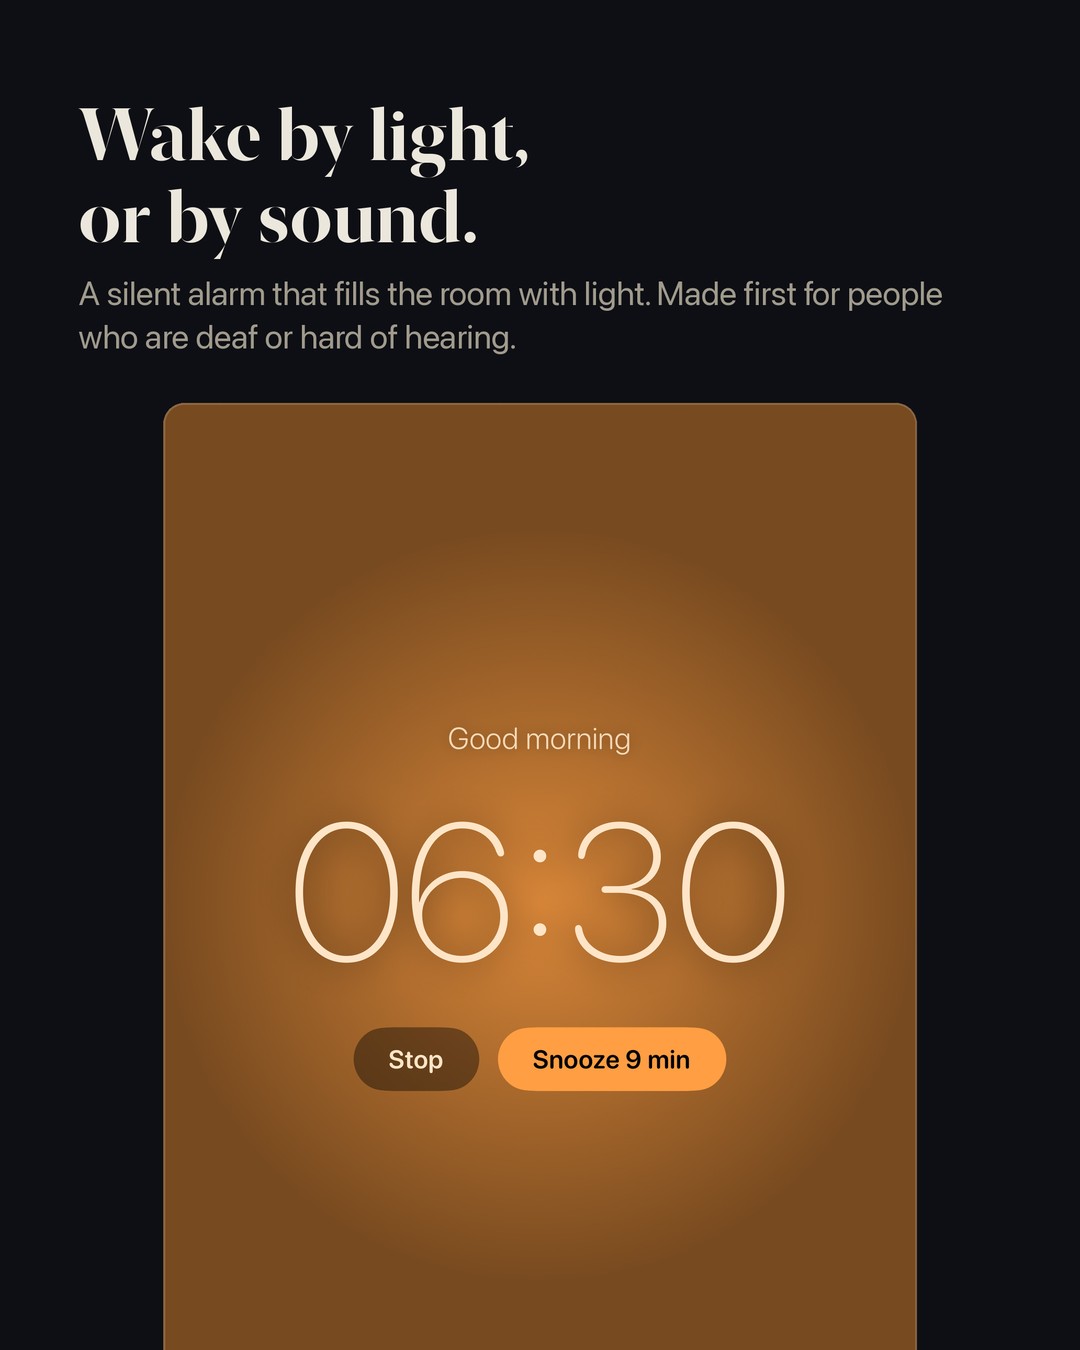 Wake by light,
or by sound.
A silent alarm that fills the room with light. Made first for people
who are deaf or hard of hearing.
Good morning
06:30
Stop
Snooze 9 min